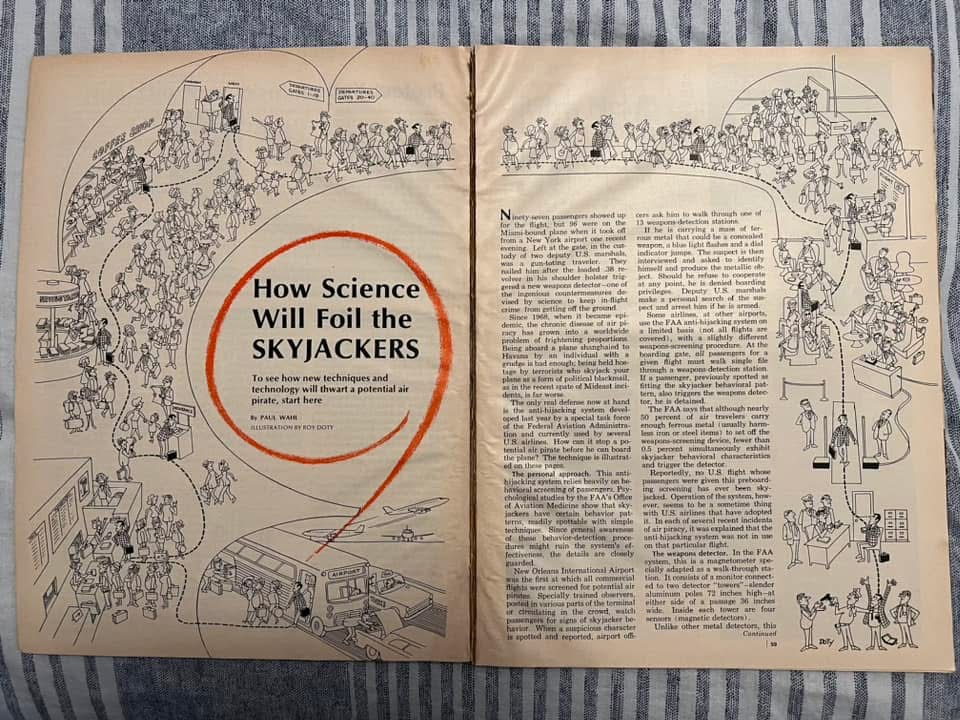 DEPARTURES
GATES 1-19
DEPARTURES
GATES 20-40
COFFEE SHOP
How Science
Will Foil the
SKYJACKERS
To see how new techniques and
technology will thwart a potential air
pirate, start here
By PAUL WAHL
ILLUSTRATION BY ROY DOTY
AIRPORT
Ninety-seven passengers showed up
for the flight, but 96 were on the
Miami-bound plane when it took off
from a New York airport one recent
evening. Left at the gate, in the cus-
tody of two deputy U.S. marshals,
was a gun-toting traveler. They
nailed him after the loaded .38 re-
volver in his shoulder holster trig-
gered a new weapons detector—one of
the ingenious countermeasures de-
vised by science to keep in-flight
crime from getting off the ground.
Since 1968, when it became epi-
demic, the chronic disease of air pi-
racy has grown into a worldwide
problem of frightening proportions.
Being aboard a plane shanghaied to
Havana by an individual with a
grudge is bad enough; being held hos-
tage by terrorists who skyjack your
plane as a form of political blackmail,
as in the recent spate of Mideast inci-
dents, is far worse.
The only real defense now at hand
is the anti-hijacking system devel-
oped last year by a special task force
of the Federal Aviation Administra-
tion and currently used by several
U.S. airlines. How can it stop a po-
tential air pirate before he can board
the plane? The technique is illustrat-
ed on these pages.
The personal approach. This anti-
hijacking system relies heavily on be-
havioral screening of passengers. Psy-
chological studies by the FAA's Office
of Aviation Medicine show that sky-
jackers have certain behavior pat-
terns, readily spottable with simple
techniques. Since general awareness
of these behavior-detection proce-
dures might ruin the system's ef-
fectiveness, the details are closely
guarded.
New Orleans International Airport
was the first at which all commercial
flights were screened for potential air
pirates. Specially trained observers,
posted in various parts of the terminal
or circulating in the crowd, watch
passengers for signs of skyjacker be-
havior. When a suspicious character
is spotted and reported, airport offi-
cers ask him to walk through one of
13 weapons-detection stations.
If he is carrying a mass of fer-
rous metal that could be a concealed
weapon, a blue light flashes and a dial
indicator jumps. The suspect is then
interviewed and asked to identify
himself and produce the metallic ob-
ject. Should he refuse to cooperate
at any point, he is denied boarding
privileges. Deputy U.S. marshals
make a personal search of the sus-
pect and arrest him if he is armed.
Some airlines, at other airports,
use the FAA anti-hijacking system on
a limited basis (not all flights are
covered), with a slightly different
weapons-screening procedure. At the
boarding gate, all passengers for a
given flight must walk single file
through a weapons-detection station.
If a passenger, previously spotted as
fitting the skyjacker behavioral pat-
tern, also triggers the weapons detec-
tor, he is detained.
The FAA says that although nearly
50 percent of air travelers carry
enough ferrous metal (usually harm-
less iron or steel items) to set off the
weapons-screening device, fewer than
0.5 percent simultaneously exhibit
skyjacker behavioral characteristics
and trigger the detector.
Reportedly, no U.S. flight whose
passengers were given this preboard-
ing screening has ever been sky-
jacked. Operation of the system, how-
ever, seems to be a sometime thing
with U.S. airlines that have adopted
it. In each of several recent incidents
of air piracy, it was explained that the
anti-hijacking system was not in use
on that particular flight.
The weapons detector. In the FAA
system, this is a magnetometer spe-
cially adapted as a walk-through sta-
tion. It consists of a monitor connect-
ed to two detector "towers"—slender
aluminum poles 72 inches high—at
either side of a passage 36 inches
wide. Inside each tower are four
sensors (magnetic detectors).
Unlike other metal detectors, this
Continued
DOTY